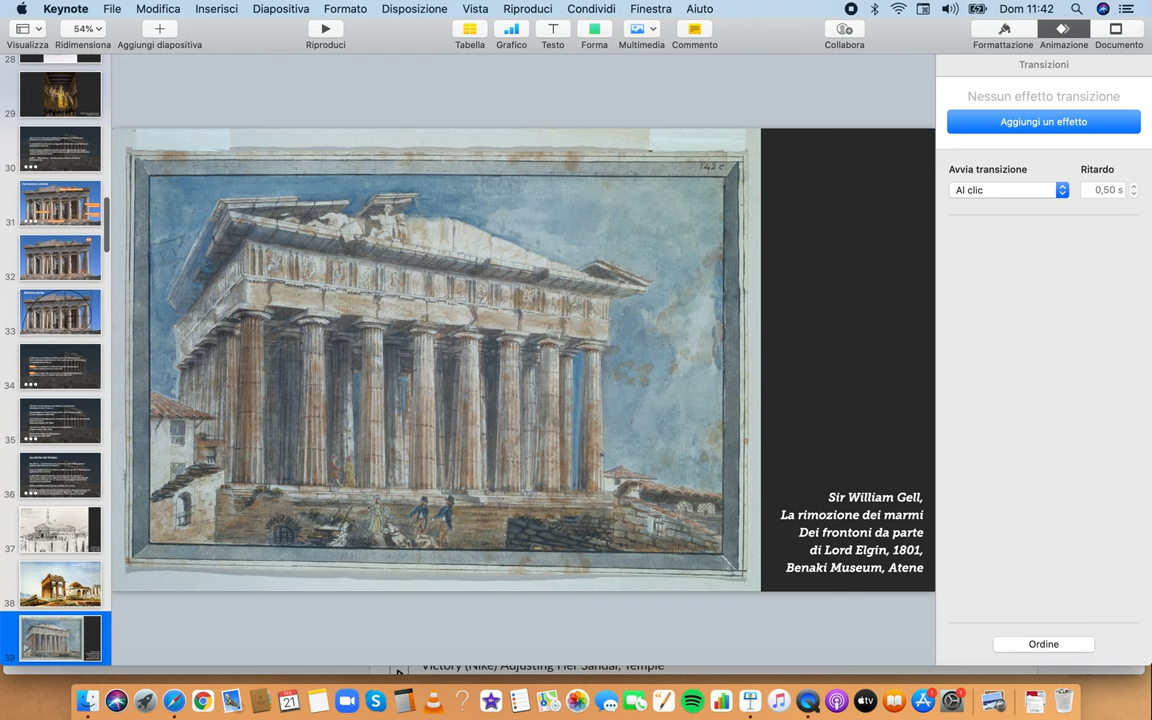 Keynote File Modifica Inserisci Diapositiva Formato Disposizione Vista Riproduci Condividi Finestra Aiuto Dom 11:42
54%
Visualizza Ridimensiona Aggiungi diapositiva Riproduci Tabella Grafico Testo Forma Multimedia Commento Collabora Formattazione Animazione Documento
Transizioni
Nessun effetto transizione
Aggiungi un effetto
Avvia transizione Ritardo
Al clic 0,50 s
28
29
30
31
32
33
34
35
36
37
38
39
142 c
Sir William Gell,
La rimozione dei marmi
Dei frontoni da parte
di Lord Elgin, 1801,
Benaki Museum, Atene
Ordine
Victory (Nike) Adjusting Her Sandal, Temple
FEB
21